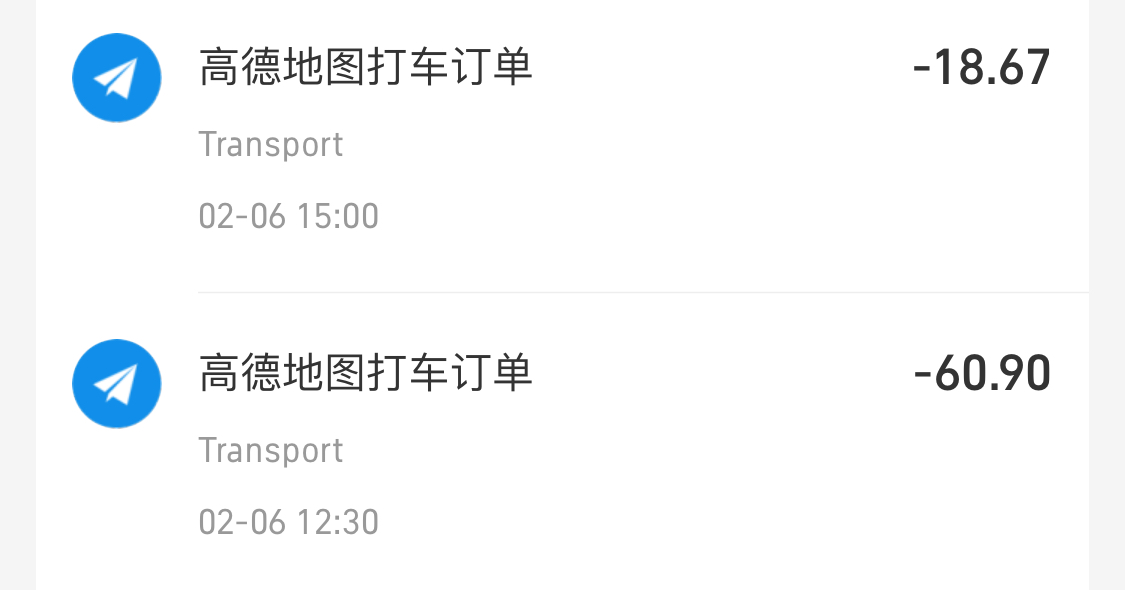 高德地图打车订单
-18.67
Transport
02-06 15:00
高德地图打车订单
-60.90
Transport
02-06 12:30